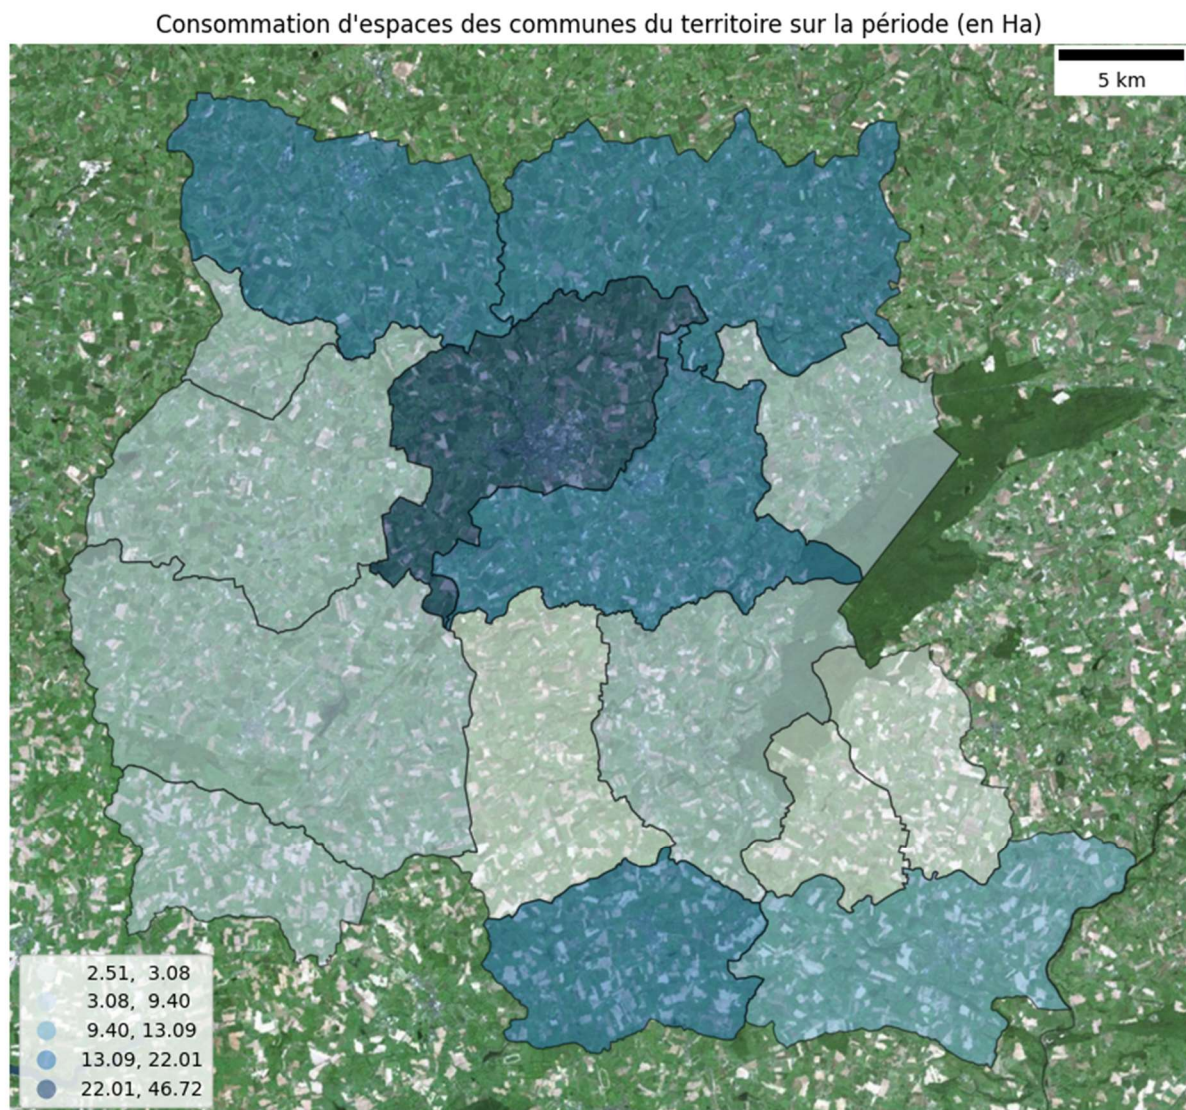 Consommation d'espaces des communes du territoire sur la période (en Ha)
5 km
2.51, 3.08
3.08, 9.40
9.40, 13.09
13.09, 22.01
22.01, 46.72